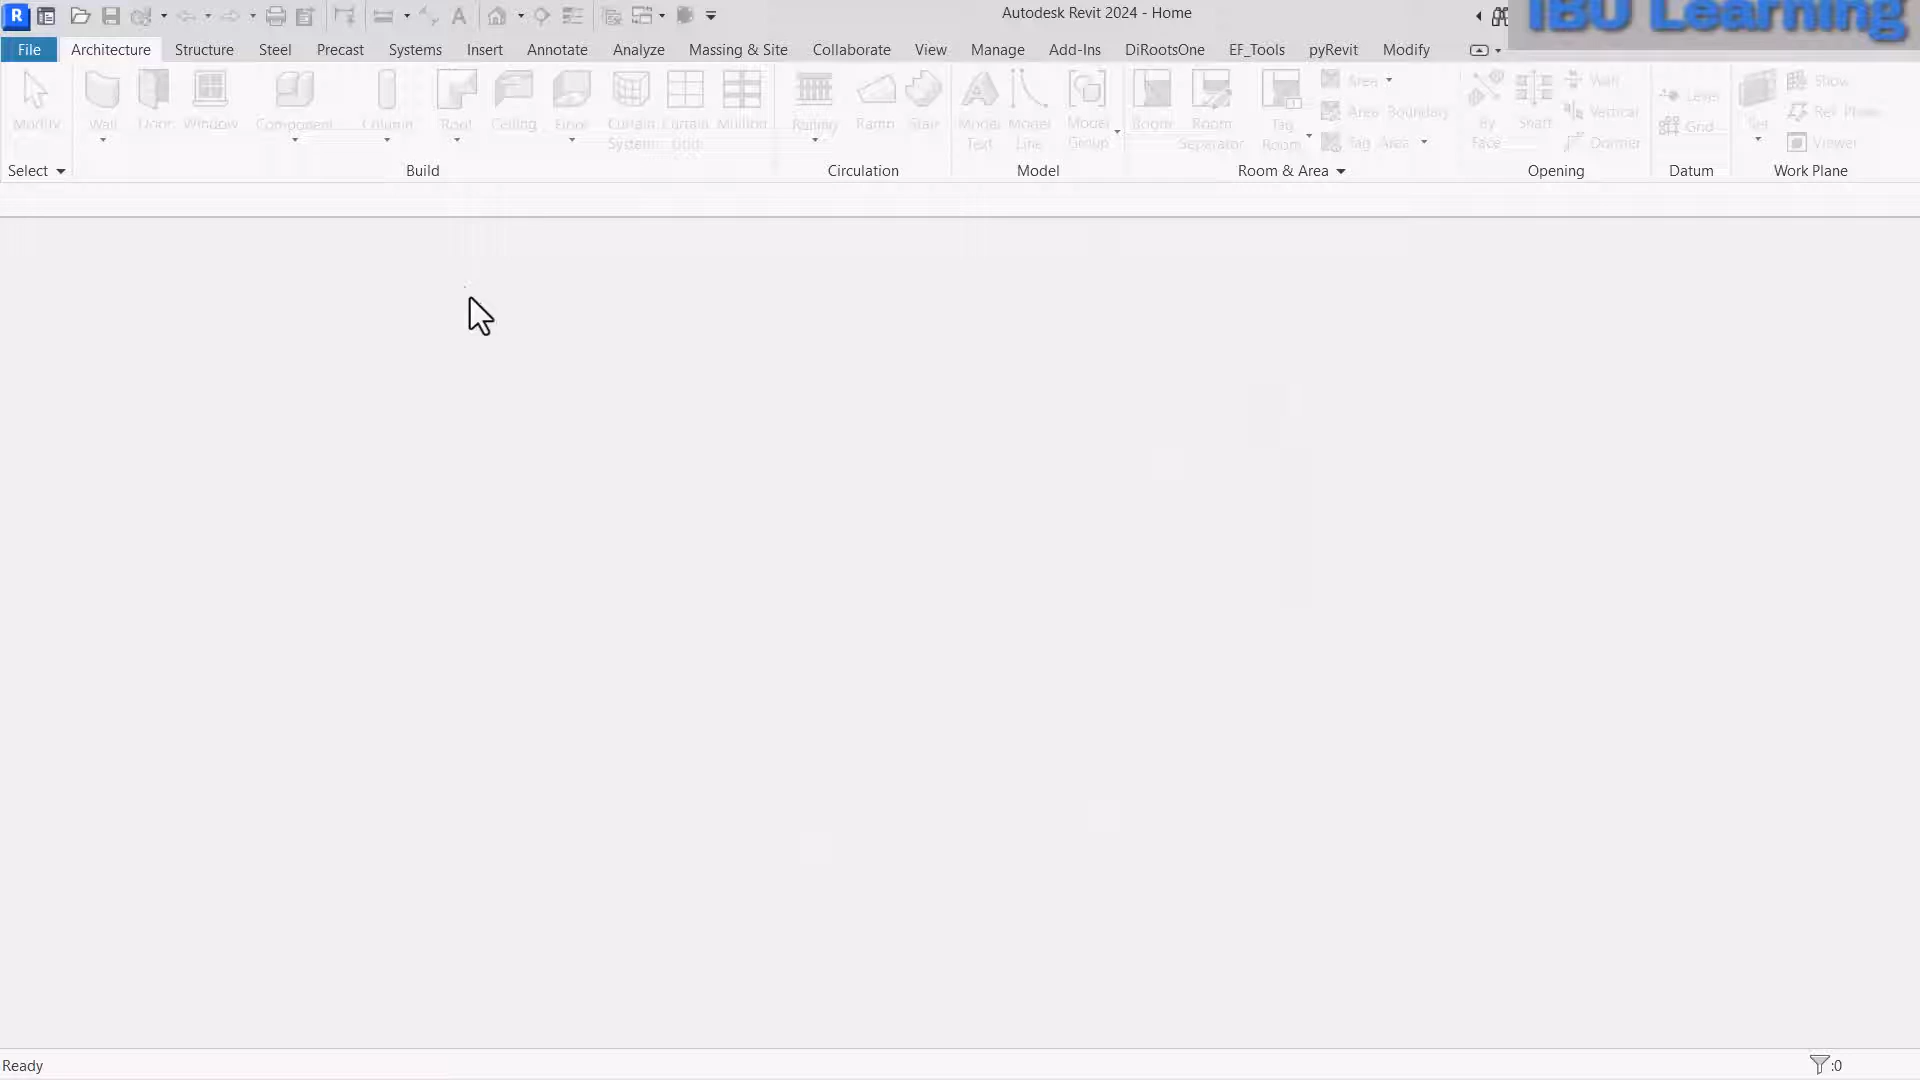 Autodesk Revit 2024 - Home
IBU Learning
File Architecture Structure Steel Precast Systems Insert Annotate Analyze Massing & Site Collaborate View Manage Add-Ins DiRootsOne EF_Tools pyRevit Modify
Modify Wall Door Window Component Column Roof Ceiling Floor Curtain System Curtain Grid Mullion Railing Ramp Stair Model Text Model Line Model Group Room Room Separator Tag Room Area Area Boundary Tag Area By Face Shaft Wall Vertical Dormer Level Grid Set Show Ref Plane Viewer
Select Build Circulation Model Room & Area Opening Datum Work Plane
Ready
:0